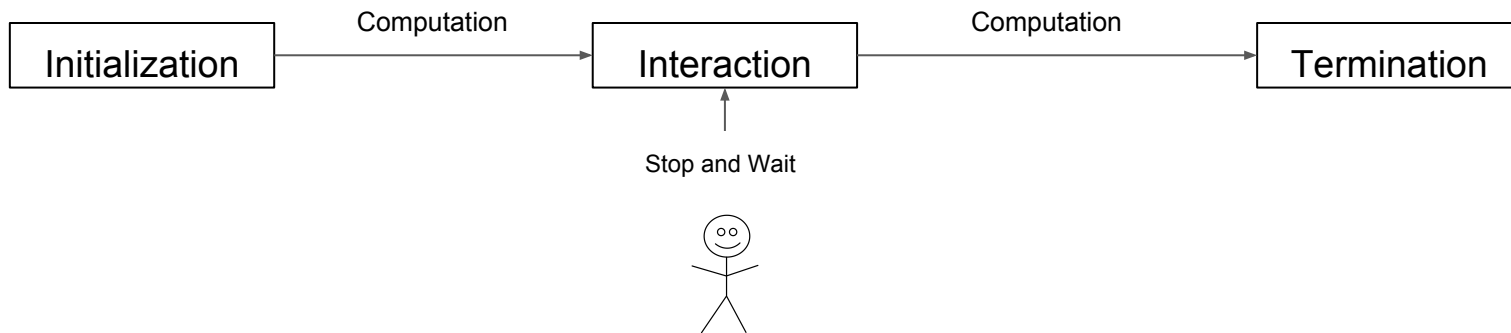 Computation
Computation
Initialization
Interaction
Termination
Stop and Wait